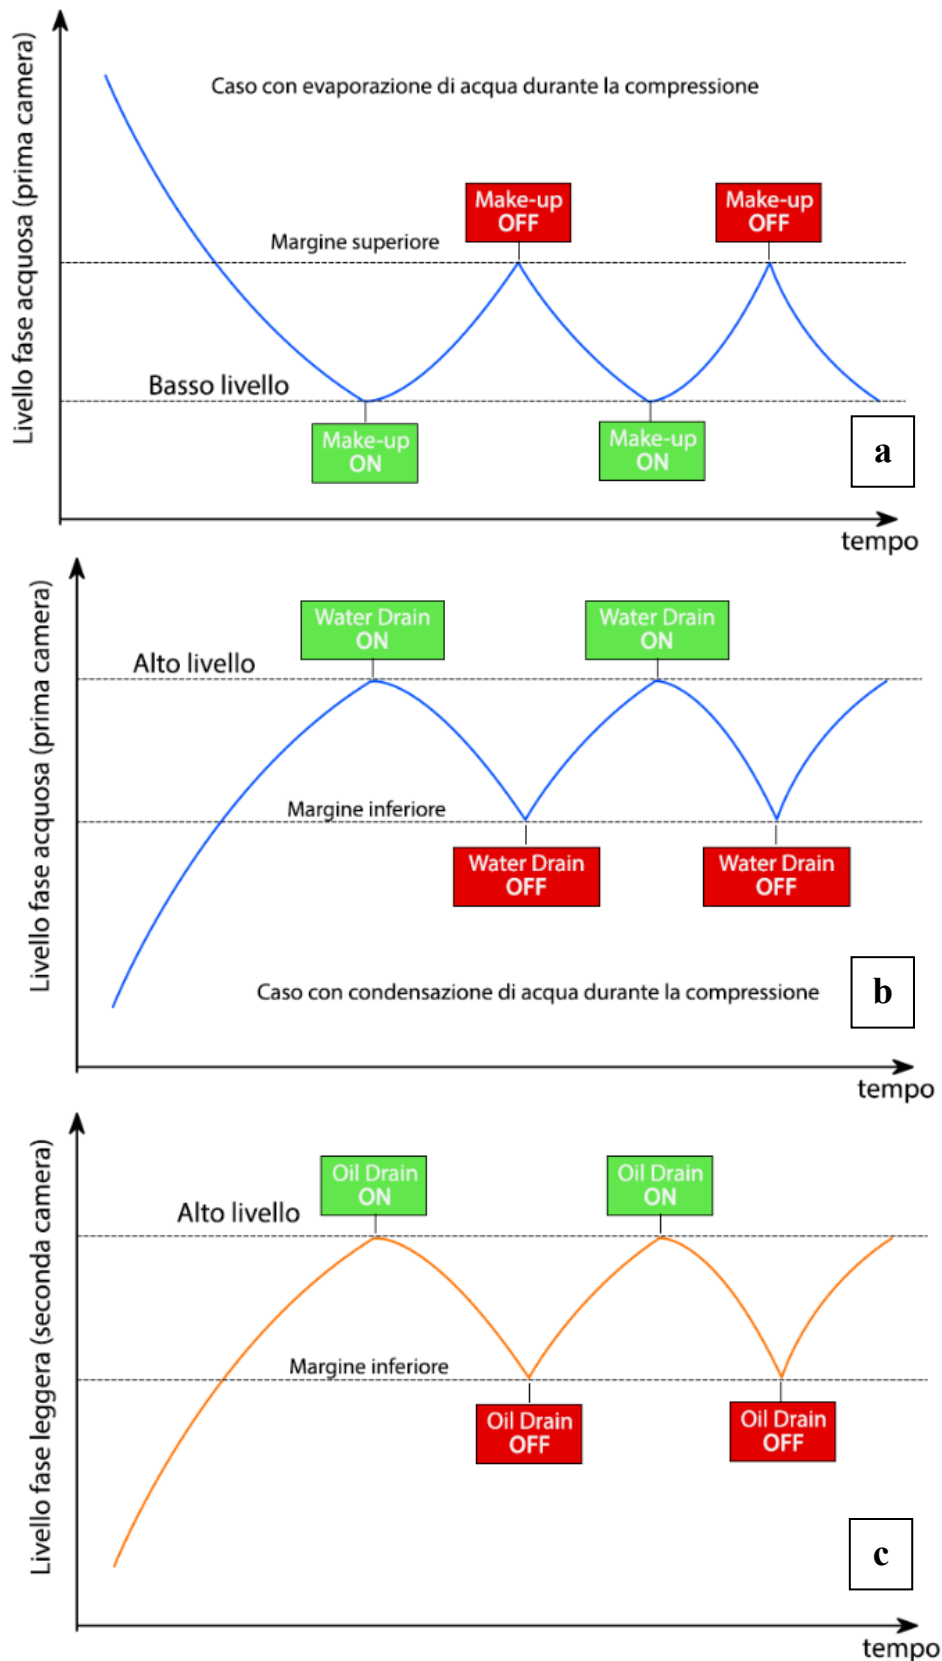 Livello fase acquosa (prima camera)
Caso con evaporazione di acqua durante la compressione
Make-up
OFF
Make-up
OFF
Margine superiore
Basso livello
Make-up
ON
Make-up
ON
a
tempo
Livello fase acquosa (prima camera)
Water Drain
ON
Water Drain
ON
Alto livello
Margine inferiore
Water Drain
OFF
Water Drain
OFF
Caso con condensazione di acqua durante la compressione
b
tempo
Livello fase leggera (seconda camera)
Oil Drain
ON
Oil Drain
ON
Alto livello
Margine inferiore
Oil Drain
OFF
Oil Drain
OFF
c
tempo